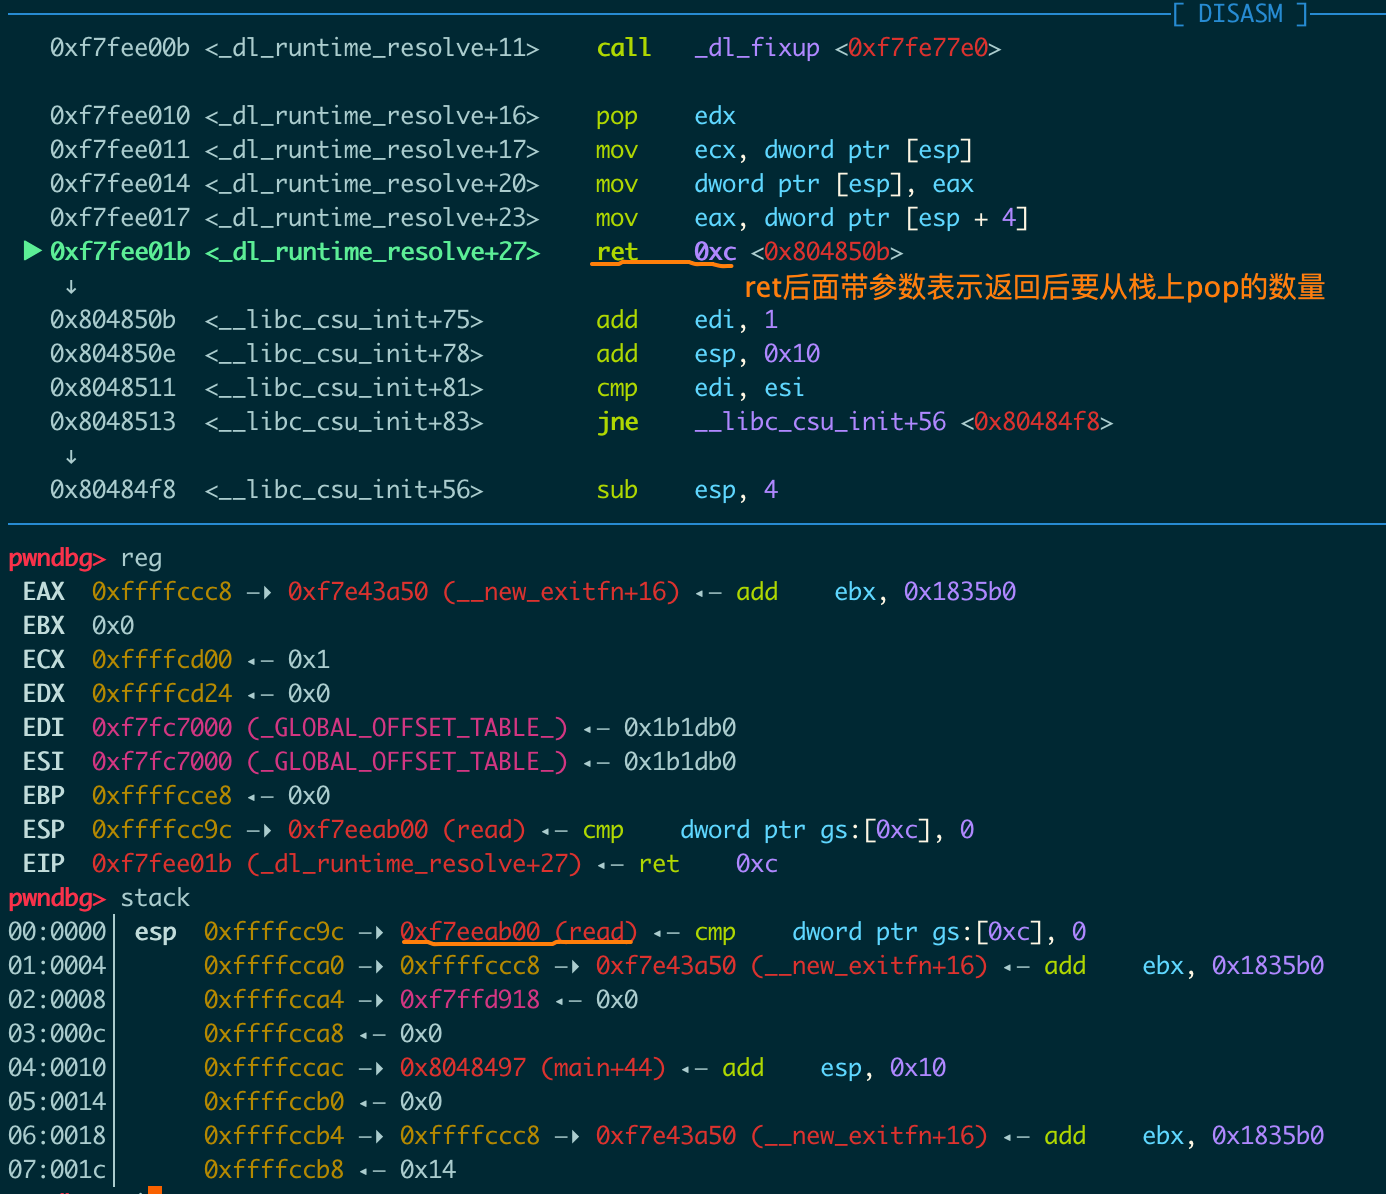 [ DISASM ]
0xf7fee00b <_dl_runtime_resolve+11> call _dl_fixup <0xf7fe77e0>
0xf7fee010 <_dl_runtime_resolve+16> pop edx
0xf7fee011 <_dl_runtime_resolve+17> mov ecx, dword ptr [esp]
0xf7fee014 <_dl_runtime_resolve+20> mov dword ptr [esp], eax
0xf7fee017 <_dl_runtime_resolve+23> mov eax, dword ptr [esp + 4]
► 0xf7fee01b <_dl_runtime_resolve+27> ret 0xc <0x804850b>
↓ ret后面带参数表示返回后要从栈上pop的数量
0x804850b <__libc_csu_init+75> add edi, 1
0x804850e <__libc_csu_init+78> add esp, 0x10
0x8048511 <__libc_csu_init+81> cmp edi, esi
0x8048513 <__libc_csu_init+83> jne __libc_csu_init+56 <0x80484f8>
↓
0x80484f8 <__libc_csu_init+56> sub esp, 4
pwndbg> reg
EAX 0xffffccc8 —▸ 0xf7e43a50 (__new_exitfn+16) ◂— add ebx, 0x1835b0
EBX 0x0
ECX 0xffffcd00 ◂— 0x1
EDX 0xffffcd24 ◂— 0x0
EDI 0xf7fc7000 (_GLOBAL_OFFSET_TABLE_) ◂— 0x1b1db0
ESI 0xf7fc7000 (_GLOBAL_OFFSET_TABLE_) ◂— 0x1b1db0
EBP 0xffffcce8 ◂— 0x0
ESP 0xffffcc9c —▸ 0xf7eeab00 (read) ◂— cmp dword ptr gs:[0xc], 0
EIP 0xf7fee01b (_dl_runtime_resolve+27) ◂— ret 0xc
pwndbg> stack
00:0000│ esp 0xffffcc9c —▸ 0xf7eeab00 (read) ◂— cmp dword ptr gs:[0xc], 0
01:0004│ 0xffffcca0 —▸ 0xffffccc8 —▸ 0xf7e43a50 (__new_exitfn+16) ◂— add ebx, 0x1835b0
02:0008│ 0xffffcca4 —▸ 0xf7ffd918 ◂— 0x0
03:000c│ 0xffffcca8 ◂— 0x0
04:0010│ 0xffffccac —▸ 0x8048497 (main+44) ◂— add esp, 0x10
05:0014│ 0xffffccb0 ◂— 0x0
06:0018│ 0xffffccb4 —▸ 0xffffccc8 —▸ 0xf7e43a50 (__new_exitfn+16) ◂— add ebx, 0x1835b0
07:001c│ 0xffffccb8 ◂— 0x14